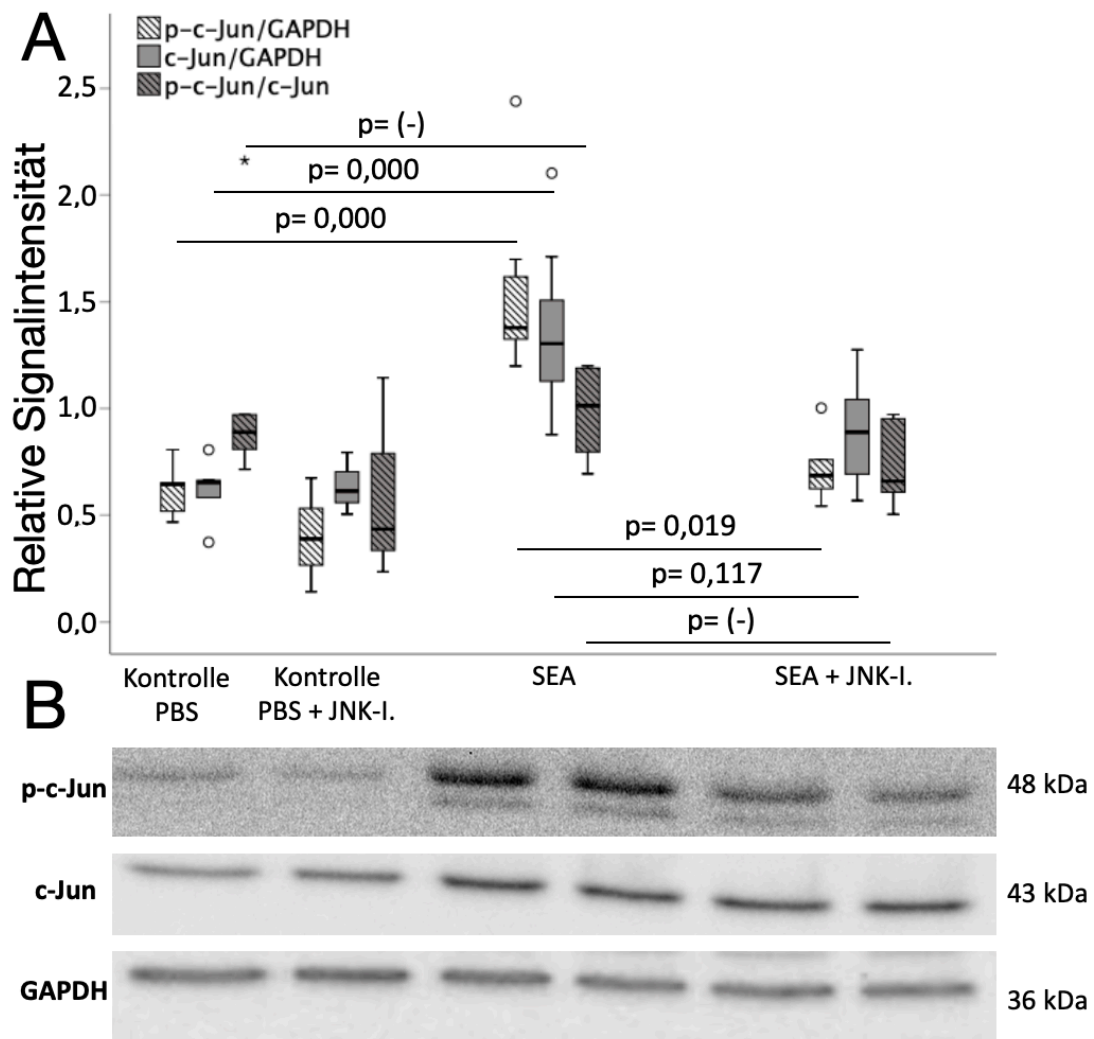 A
p-c-Jun/GAPDH
c-Jun/GAPDH
p-c-Jun/c-Jun
Relative Signalintensität
2,5
2,0
1,5
1,0
0,5
0,0
p= (-)
*
p= 0,000
p= 0,000
p= 0,019
p= 0,117
p= (-)
Kontrolle
PBS
Kontrolle
PBS + JNK-I.
SEA
SEA + JNK-I.
B
p-c-Jun
48 kDa
c-Jun
43 kDa
GAPDH
36 kDa